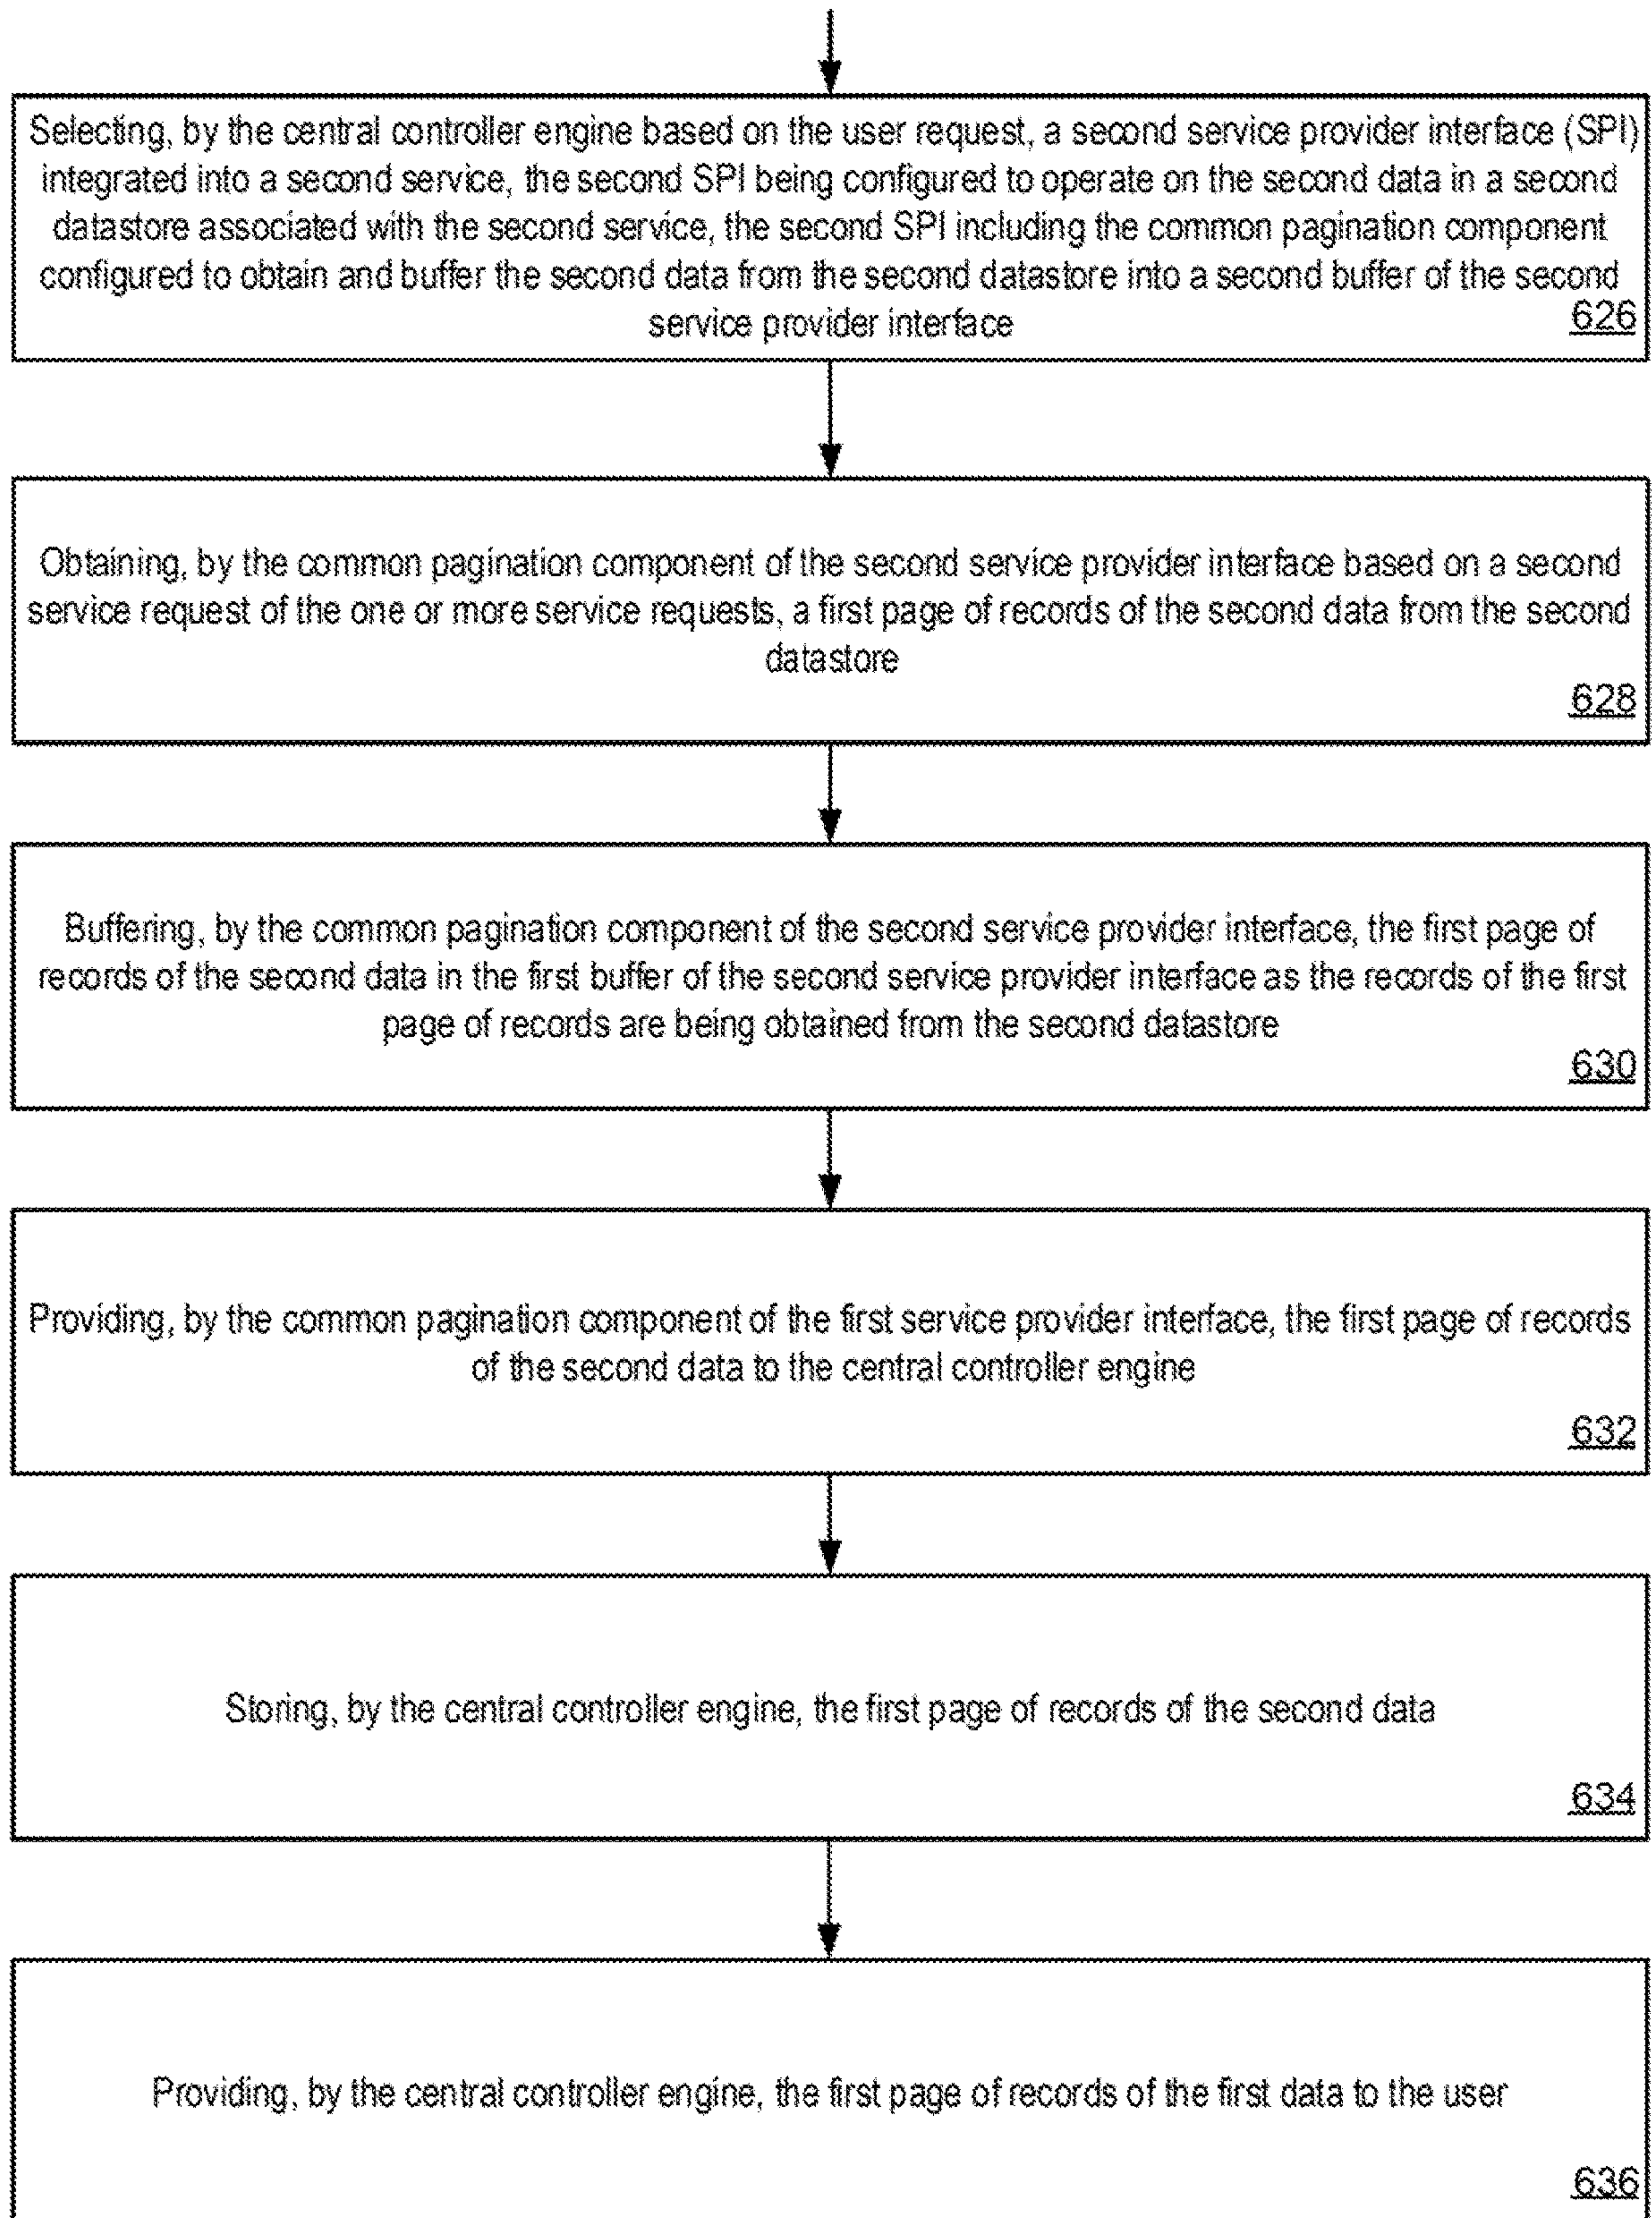 Selecting, by the central controller engine based on the user request, a second service provider interface (SPI)
integrated into a second service, the second SPI being configured to operate on the second data in a second
datastore associated with the second service, the second SPI including the common pagination component
configured to obtain and buffer the second data from the second datastore into a second buffer of the second
service provider interface
626
Obtaining, by the common pagination component of the second service provider interface based on a second
service request of the one or more service requests, a first page of records of the second data from the second
datastore
628
Buffering, by the common pagination component of the second service provider interface, the first page of
records of the second data in the first buffer of the second service provider interface as the records of the first
page of records are being obtained from the second datastore
630
Providing, by the common pagination component of the first service provider interface, the first page of records
of the second data to the central controller engine
632
Storing, by the central controller engine, the first page of records of the second data
634
Providing, by the central controller engine, the first page of records of the first data to the user
636